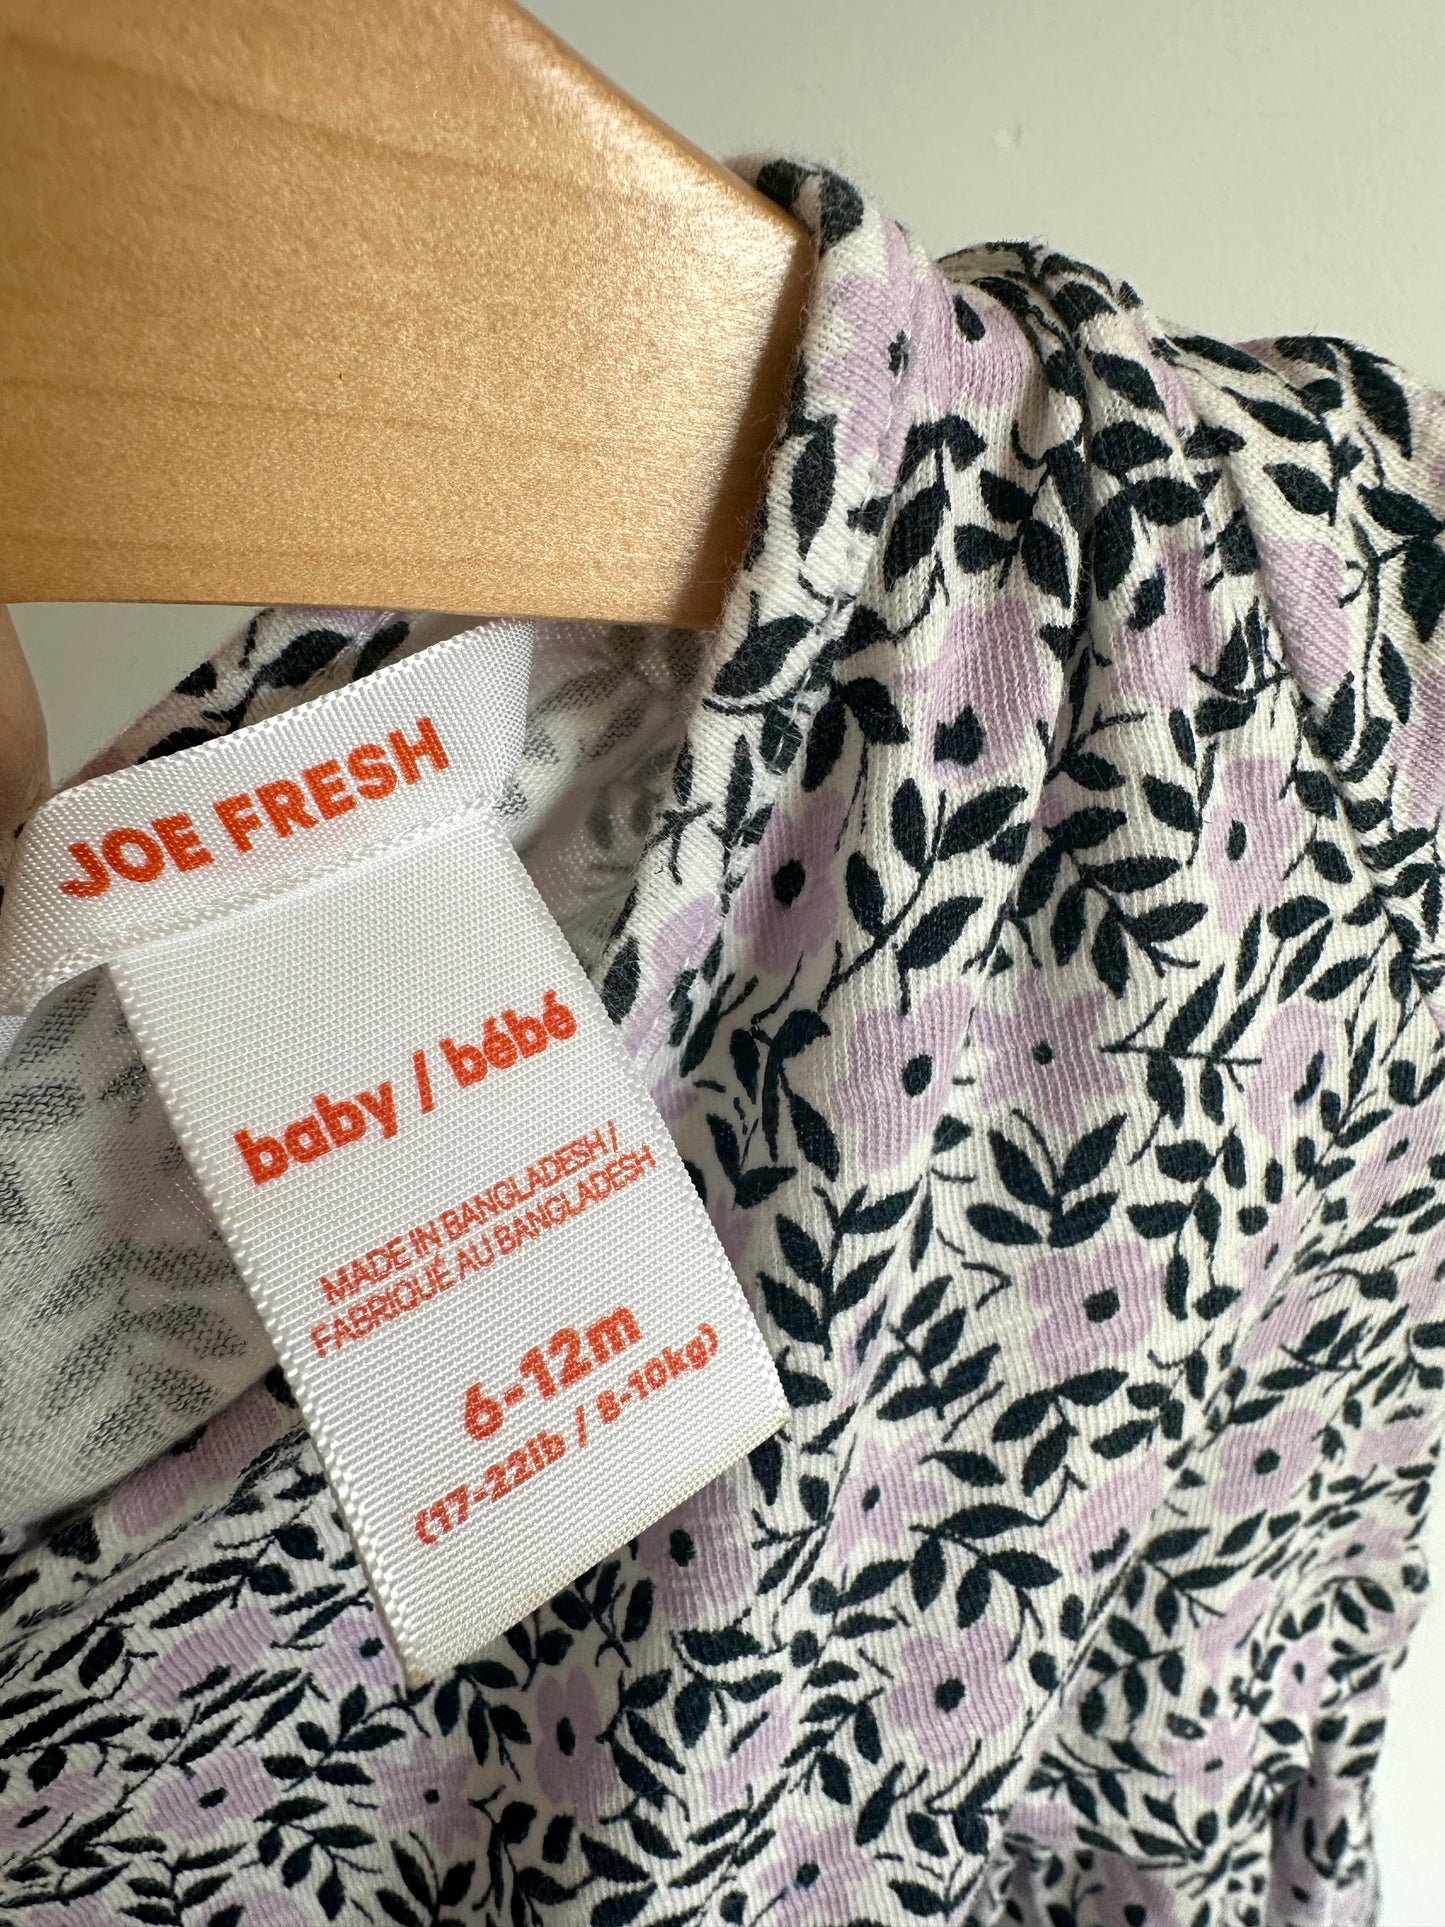 JOE FRESH
baby / bébé
MADE IN BANGLADESH /
FABRIQUÉ AU BANGLADESH
6-12m
(17-22lb / 8-10kg)